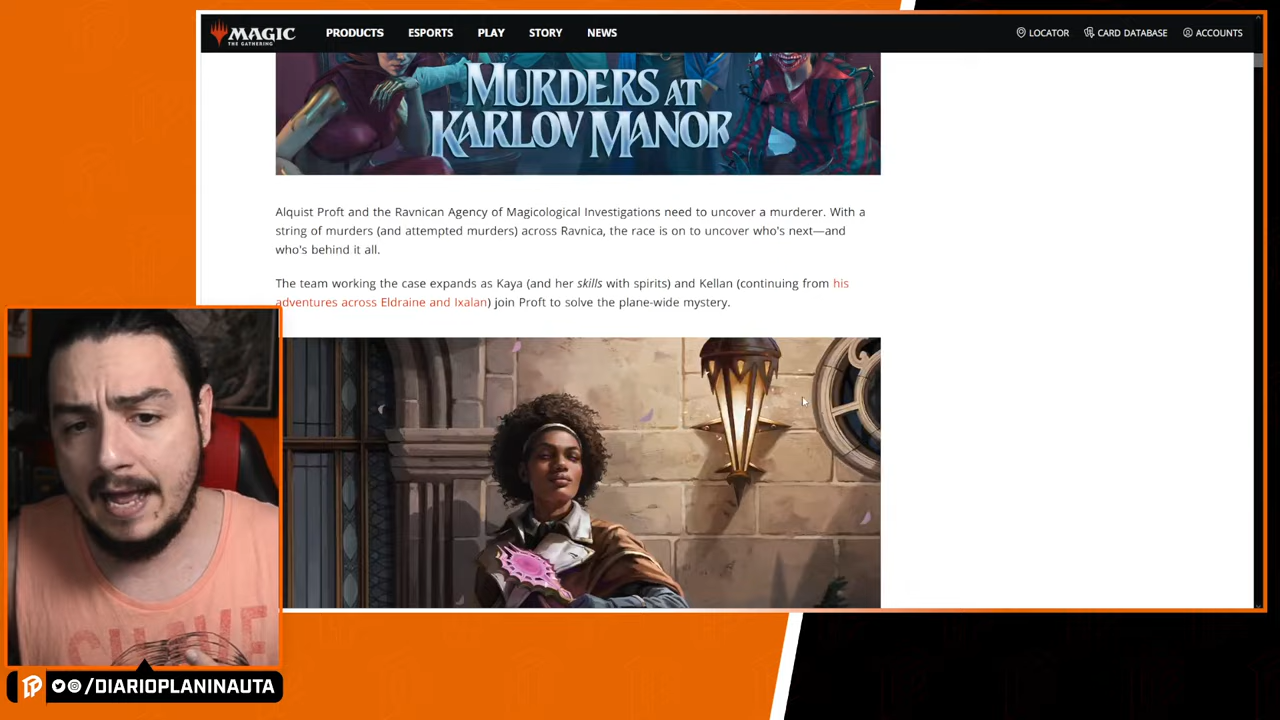 MAGIC
THE GATHERING
PRODUCTS
ESPORTS
PLAY
STORY
NEWS
LOCATOR
CARD DATABASE
ACCOUNTS
MURDERS AT
KARLOV MANOR
Alquist Proft and the Ravnican Agency of Magicological Investigations need to uncover a murderer. With a
string of murders (and attempted murders) across Ravnica, the race is on to uncover who's next—and
who's behind it all.
The team working the case expands as Kaya (and her skills with spirits) and Kellan (continuing from his
adventures across Eldraine and Ixalan) join Proft to solve the plane-wide mystery.
/DIARIOPLANINAUTA